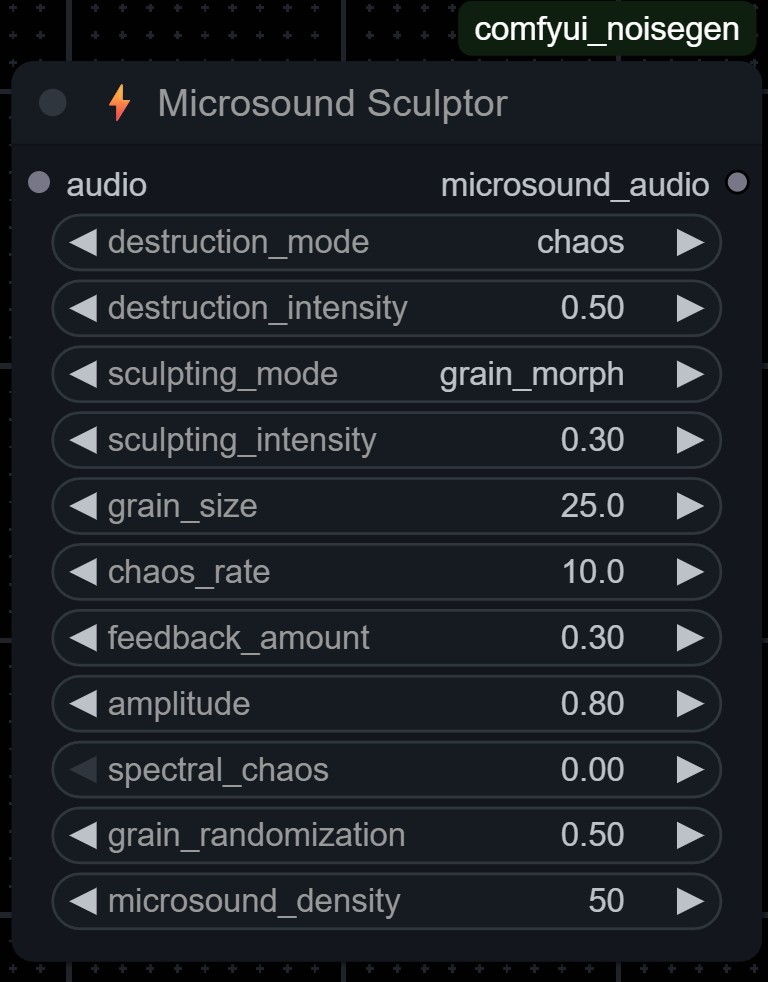 comfyui_noisegen
Microsound Sculptor
audio microsound_audio
destruction_mode chaos
destruction_intensity 0.50
sculpting_mode grain_morph
sculpting_intensity 0.30
grain_size 25.0
chaos_rate 10.0
feedback_amount 0.30
amplitude 0.80
spectral_chaos 0.00
grain_randomization 0.50
microsound_density 50